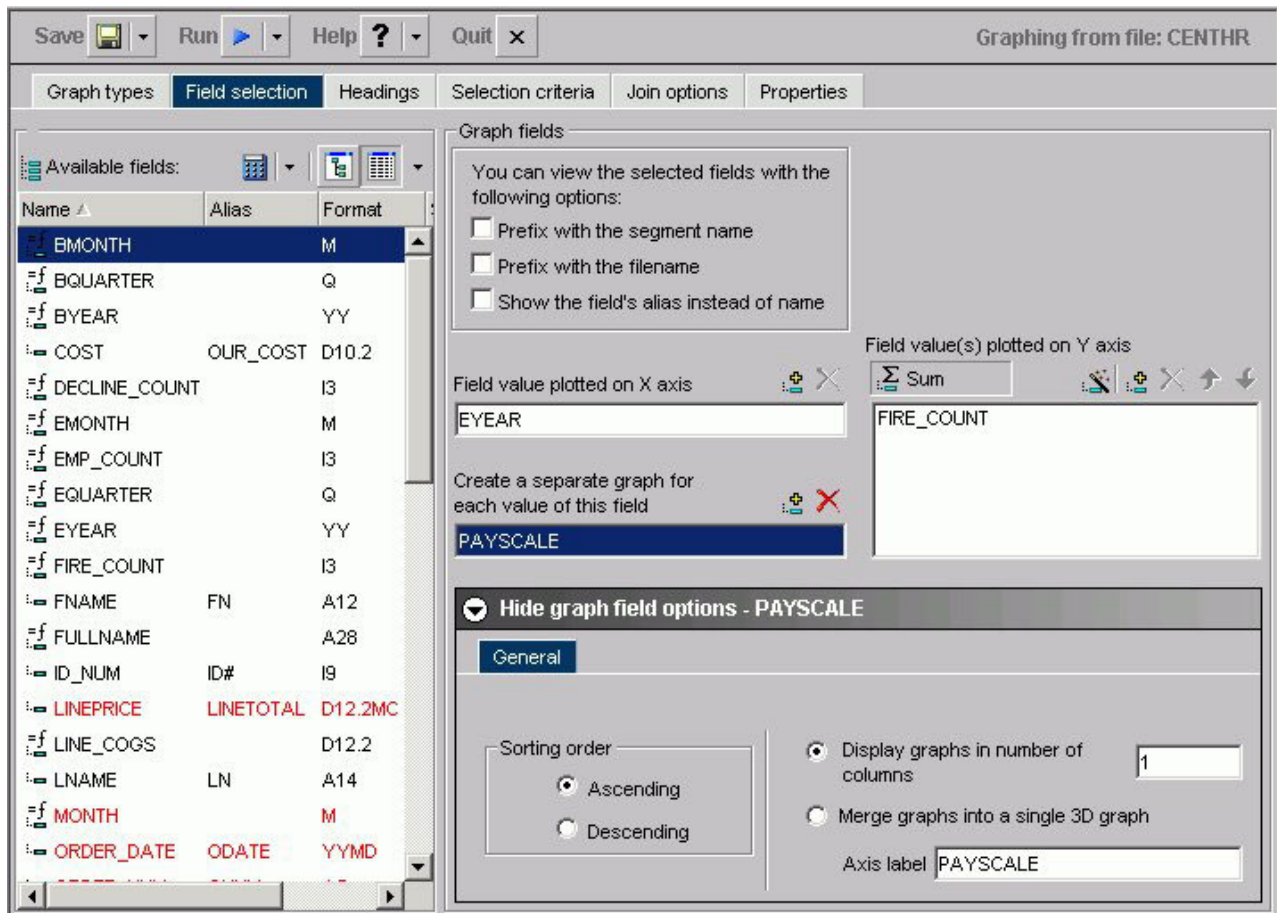 Save Run Help ? Quit Graphing from file: CENTHR
Graph types Field selection Headings Selection criteria Join options Properties
Available fields:
Name Alias Format
BMONTH M
BQUARTER Q
BYEAR YY
COST OUR_COST D10.2
DECLINE_COUNT I3
EMONTH M
EMP_COUNT I3
EQUARTER Q
EYEAR YY
FIRE_COUNT I3
FNAME FN A12
FULLNAME A28
ID_NUM ID# I9
LINEPRICE LINETOTAL D12.2MC
LINE_COGS D12.2
LNAME LN A14
MONTH M
ORDER_DATE ODATE YYMD
Graph fields
You can view the selected fields with the
following options:
Prefix with the segment name
Prefix with the filename
Show the field's alias instead of name
Field value plotted on X axis
EYEAR
Create a separate graph for
each value of this field
PAYSCALE
Field value(s) plotted on Y axis
Σ Sum
FIRE_COUNT
Hide graph field options - PAYSCALE
General
Sorting order
Ascending
Descending
Display graphs in number of
columns
1
Merge graphs into a single 3D graph
Axis label PAYSCALE